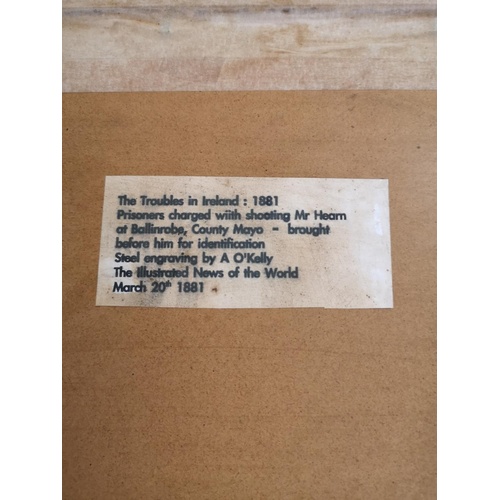 The Troubles in Ireland : 1881
Prisoners charged wiith shooting Mr Hearn
at Ballinrobe, County Mayo - brought
before him for identification
Steel engraving by A O'Kelly
The Illustrated News of the World
March 20th 1881